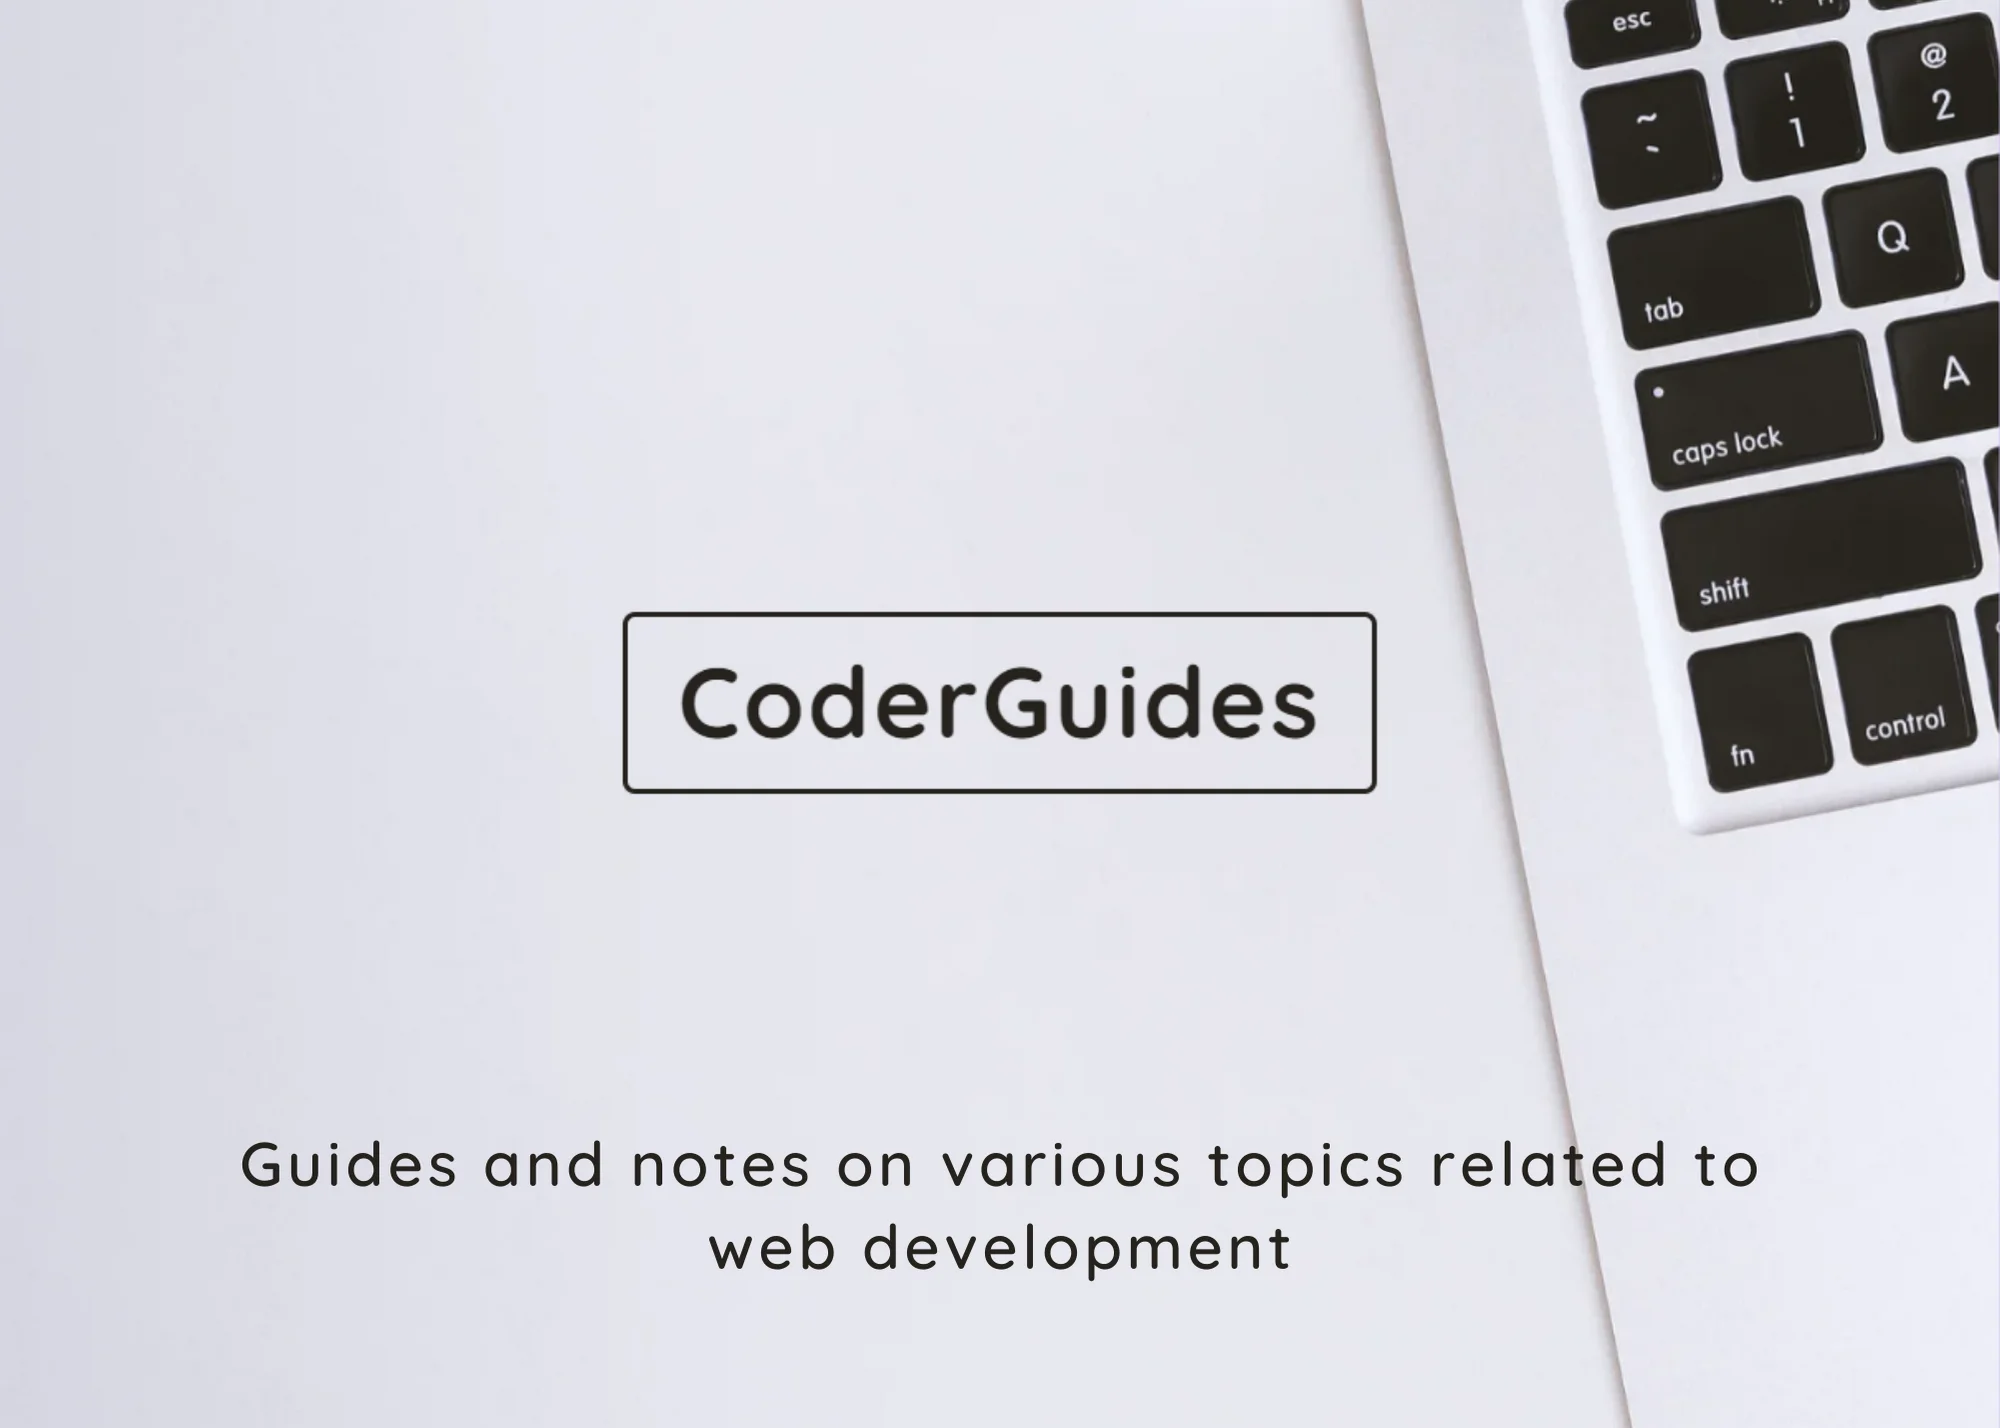 esc
~
`
!
1
@
2
tab
Q
caps lock
A
shift
fn
control
CoderGuides
Guides and notes on various topics related to
web development